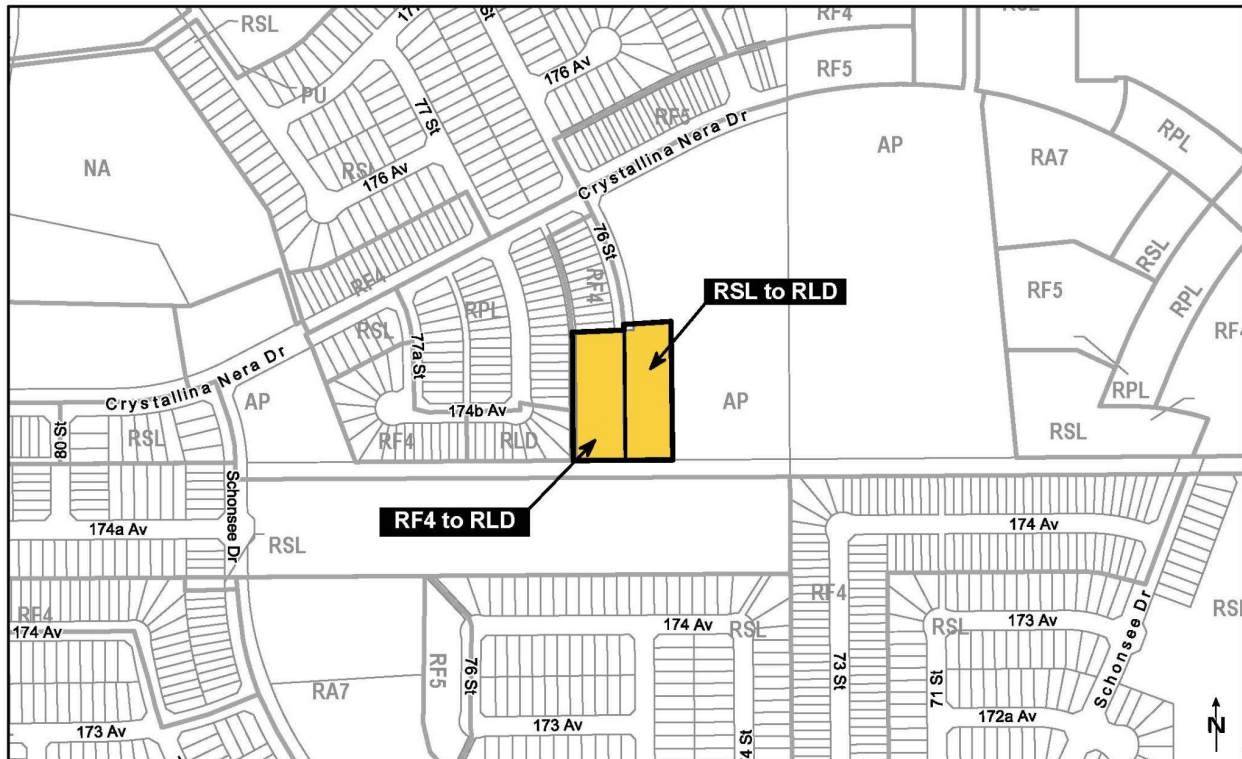 RSL
RF4
RF5
176 Av
PU
77 St
RF5
Crystallina Nera Dr
RPL
AP
RA7
NA
RSL
176 Av
76 St
RSL
RF4
RF4
RSL to RLD
RF5
RPL
RPL
RSL
77a St
RF4
Crystallina Nera Dr
AP
AP
RPL
174b Av
RSL
80 St
RSL
RF4
RLD
Schonsee Dr
RF4 to RLD
174a Av
RSL
174 Av
RF4
RF4
174 Av
174 Av
RSL
73 St
RSL
173 Av
71 St
Schonsee Dr
76 St
RF5
RA7
173 Av
173 Av
172a Av
N